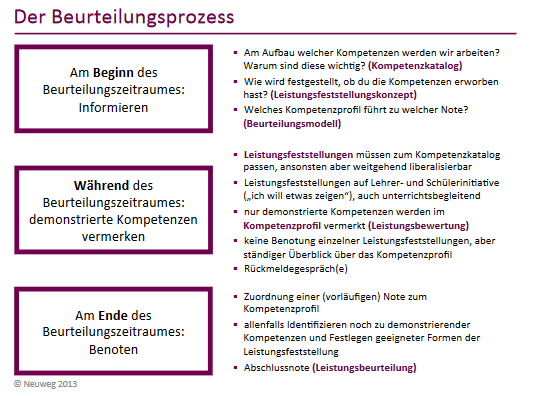 Der Beurteilungsprozess
Am Beginn des
Beurteilungszeitraumes:
Informieren
▪ Am Aufbau welcher Kompetenzen werden wir arbeiten?
Warum sind diese wichtig? (Kompetenzkatalog)
▪ Wie wird festgestellt, ob du die Kompetenzen erworben
hast? (Leistungsfeststellungskonzept)
▪ Welches Kompetenzprofil führt zu welcher Note?
(Beurteilungsmodell)
Während des
Beurteilungszeitraumes:
demonstrierte Kompetenzen
vermerken
▪ Leistungsfeststellungen müssen zum Kompetenzkatalog
passen, ansonsten aber weitgehend liberalisierbar
▪ Leistungsfeststellungen auf Lehrer- und Schülerinitiative
(„ich will etwas zeigen“), auch unterrichtsbegleitend
▪ nur demonstrierte Kompetenzen werden im
Kompetenzprofil vermerkt (Leistungsbewertung)
▪ keine Benotung einzelner Leistungsfeststellungen, aber
ständiger Überblick über das Kompetenzprofil
▪ Rückmeldegespräch(e)
Am Ende des
Beurteilungszeitraumes:
Benoten
▪ Zuordnung einer (vorläufigen) Note zum
Kompetenzprofil
▪ allenfalls Identifizieren noch zu demonstrierender
Kompetenzen und Festlegen geeigneter Formen der
Leistungsfeststellung
▪ Abschlussnote (Leistungsbeurteilung)
© Neuweg 2013